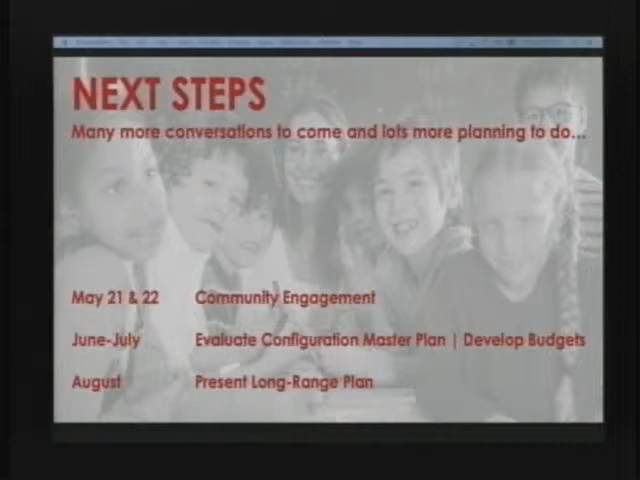 NEXT STEPS
Many more conversations to come and lots more planning to do...
May 21 & 22 Community Engagement
June-July Evaluate Configuration Master Plan | Develop Budgets
August Present Long-Range Plan